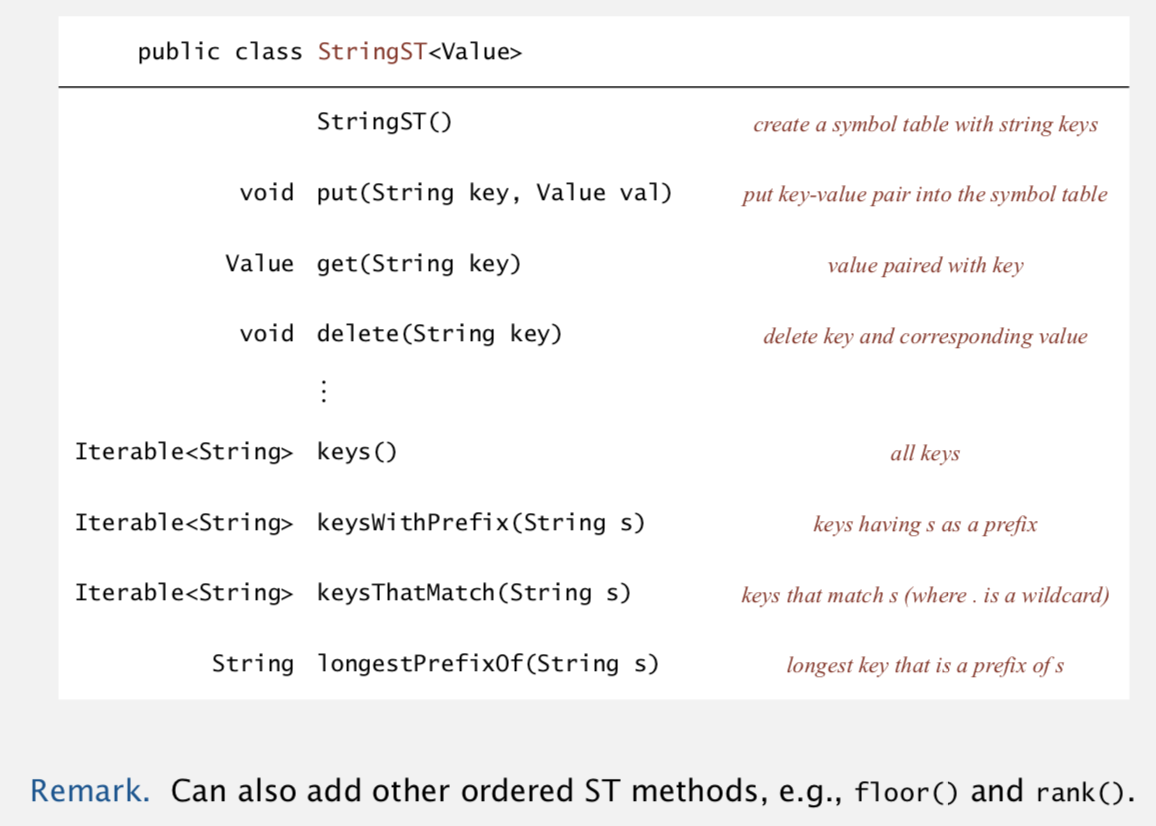 public class StringST<Value>
StringST() create a symbol table with string keys
void put(String key, Value val) put key-value pair into the symbol table
Value get(String key) value paired with key
void delete(String key) delete key and corresponding value
⋮
Iterable<String> keys() all keys
Iterable<String> keysWithPrefix(String s) keys having s as a prefix
Iterable<String> keysThatMatch(String s) keys that match s (where . is a wildcard)
String longestPrefixOf(String s) longest key that is a prefix of s
Remark. Can also add other ordered ST methods, e.g., floor() and rank().